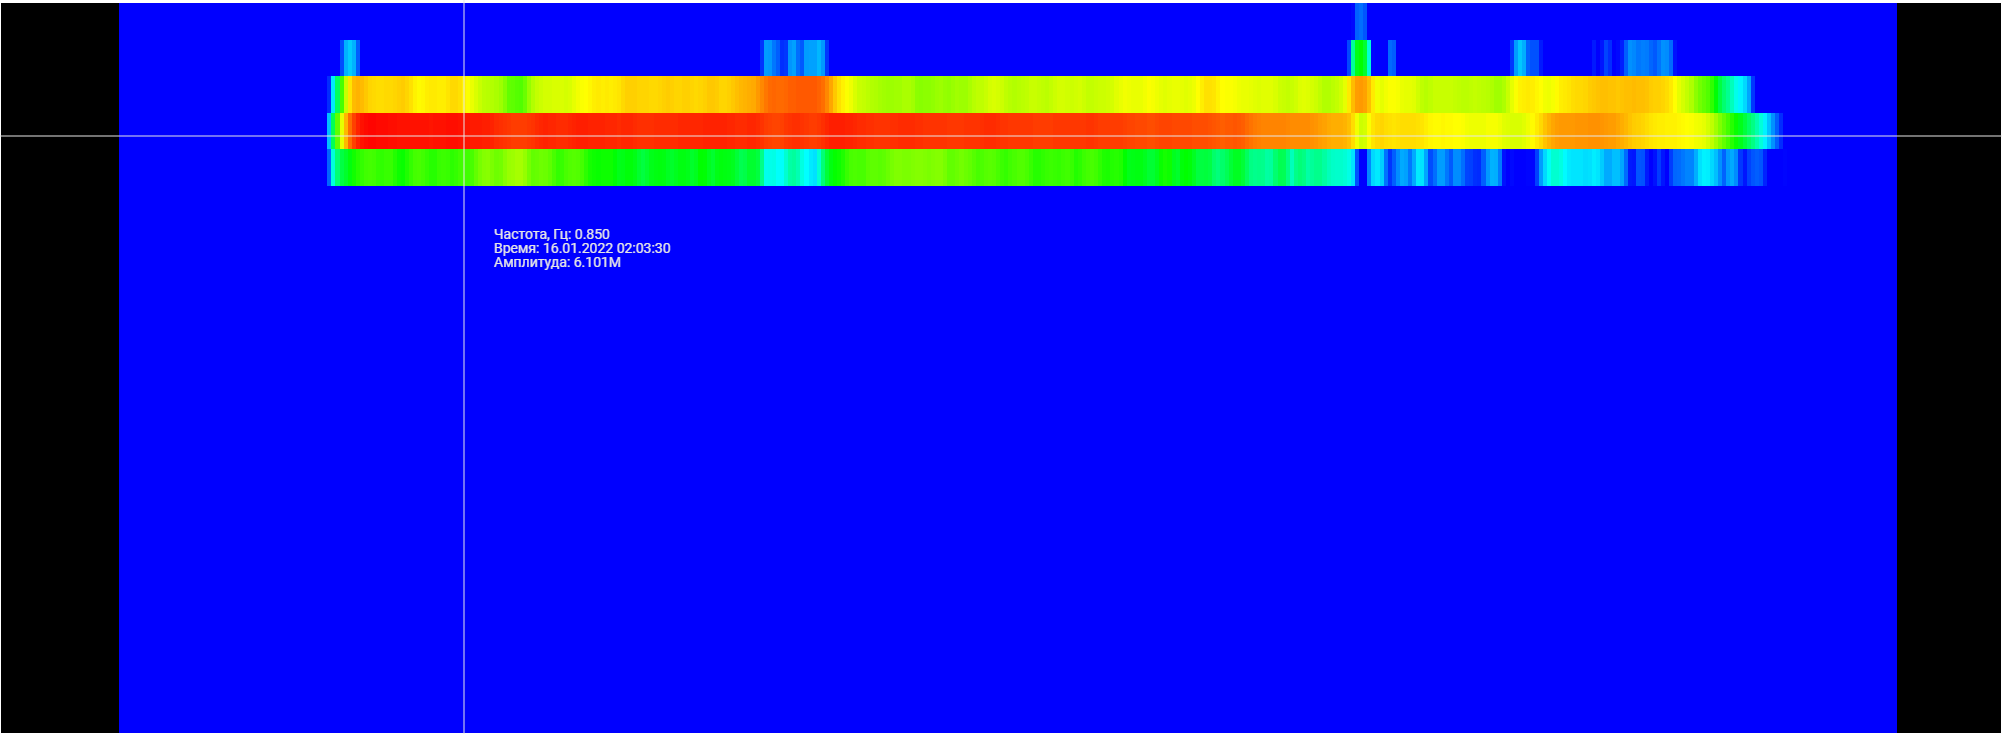 Частота, Гц: 0.850
Время: 16.01.2022 02:03:30
Амплитуда: 6.101M